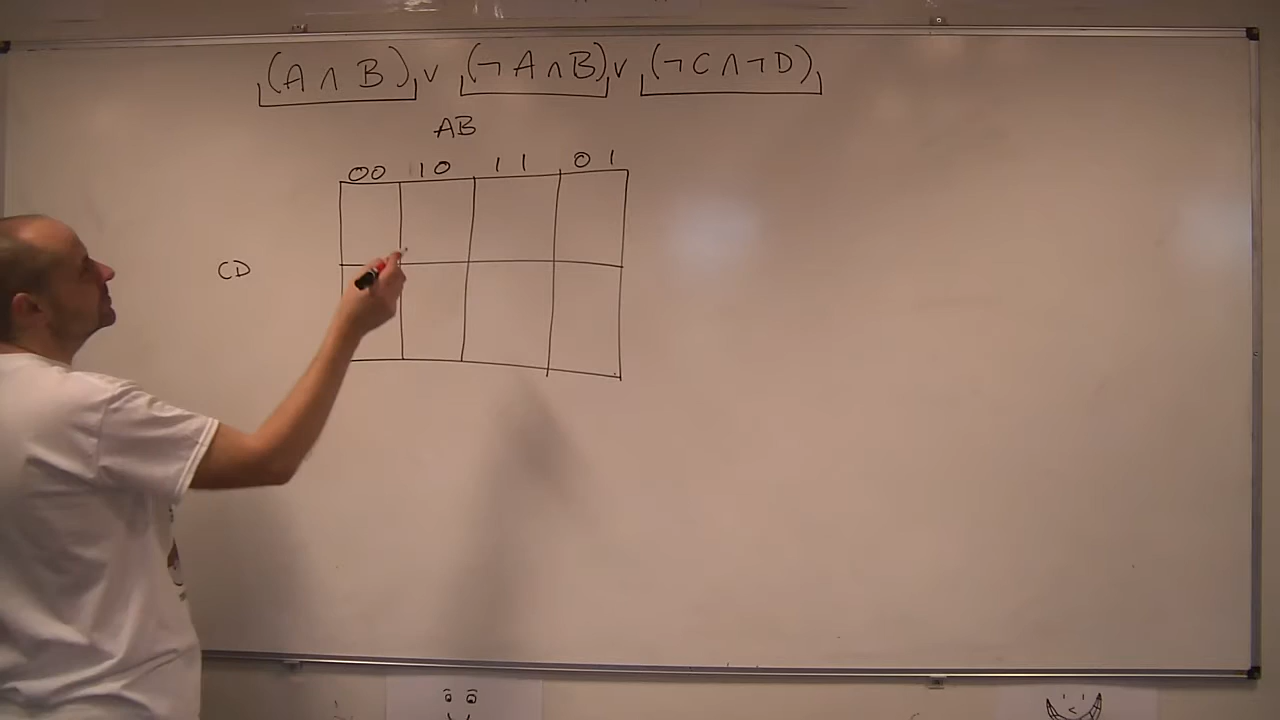 (A ∧ B) ∨ (¬ A ∧ B) ∨ (¬ C ∧ ¬ D)
AB
00 10 11 01
CD